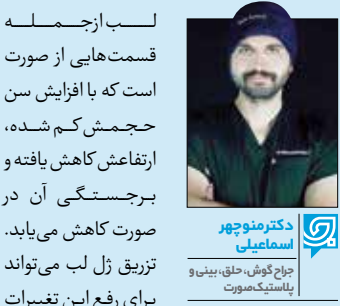 لب ازجمله
قسمت‌هایی از صورت
است که با افزایش سن
حجمش کم شده،
ارتفاعش کاهش یافته و
برجستگی آن در
صورت کاهش می‌یابد.
تزریق ژل لب می‌تواند
برای رفع این تغییرات
دکتر منوچهر
اسماعیلی
جراح گوش، حلق، بینی و
پلاستیک صورت